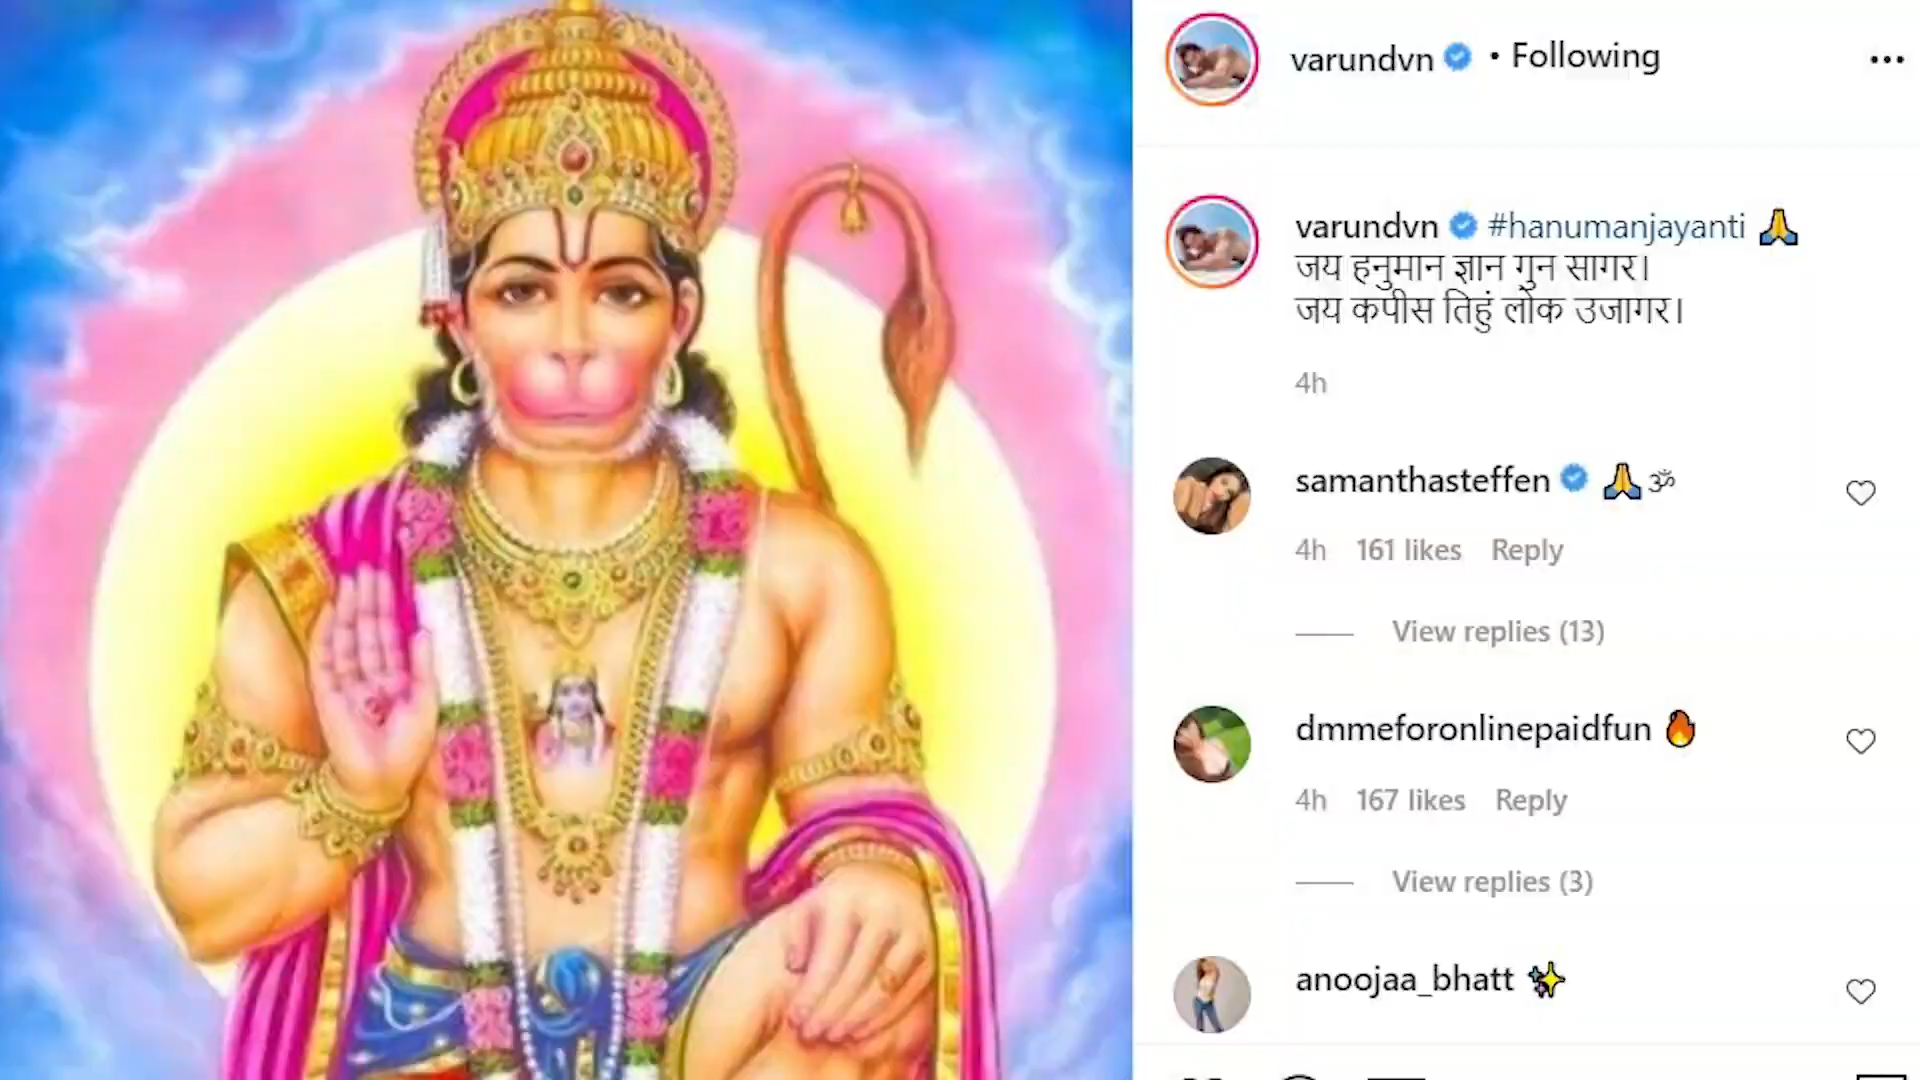 varundvn • Following
varundvn #hanumanjayanti 🙏
जय हनुमान ज्ञान गुन सागर।
जय कपीस तिहुं लोक उजागर।
4h
samanthasteffen 🙏🕉
4h 161 likes Reply
View replies (13)
dmmeforonlinepaidfun 🔥
4h 167 likes Reply
View replies (3)
anoojaa_bhatt ✨